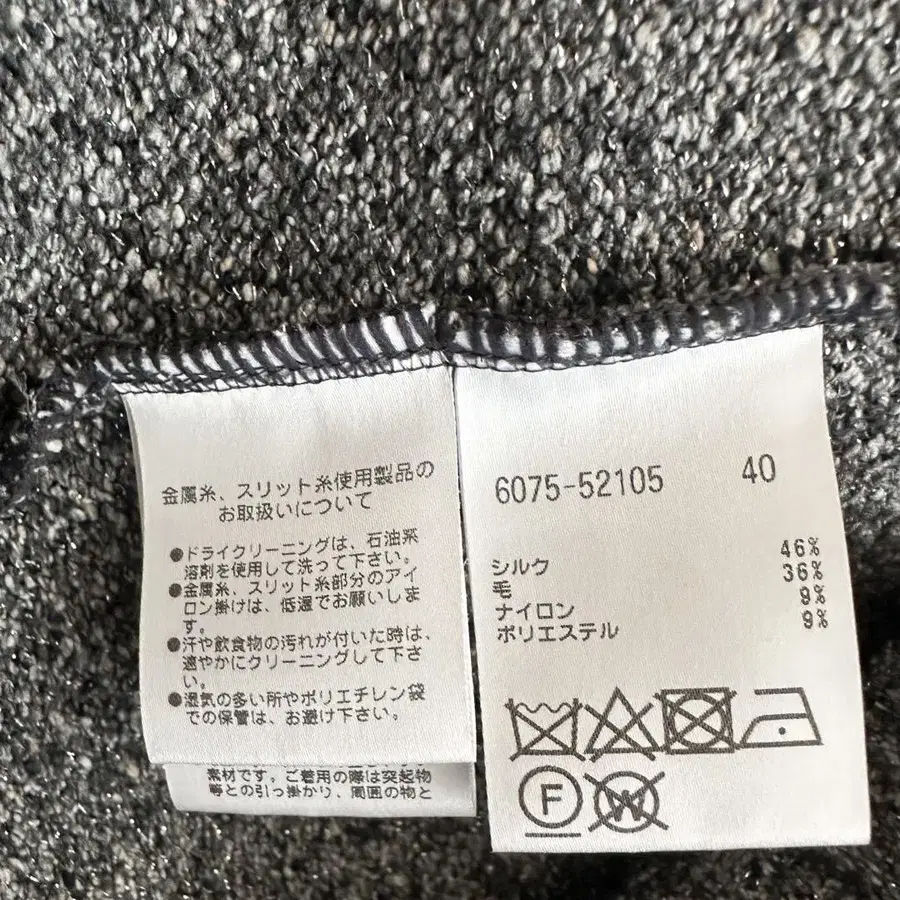 金属糸、スリット糸使用製品の
お取扱いについて
●ドライクリーニングは、石油系
溶剤を使用して洗って下さい。
●金属糸、スリット糸部分のアイ
ロン掛けは、低温でお願いしま
す。
●汗や飲食物の汚れが付いた時は、
速やかにクリーニングして下さ
い。
●湿気の多い所やポリエチレン袋
での保管は、お避け下さい。
素材です。ご着用の際は突起物
等との引っ掛かり、周囲の物と
6075-52105 40
シルク 46%
毛 36%
ナイロン 9%
ポリエステル 9%
F W